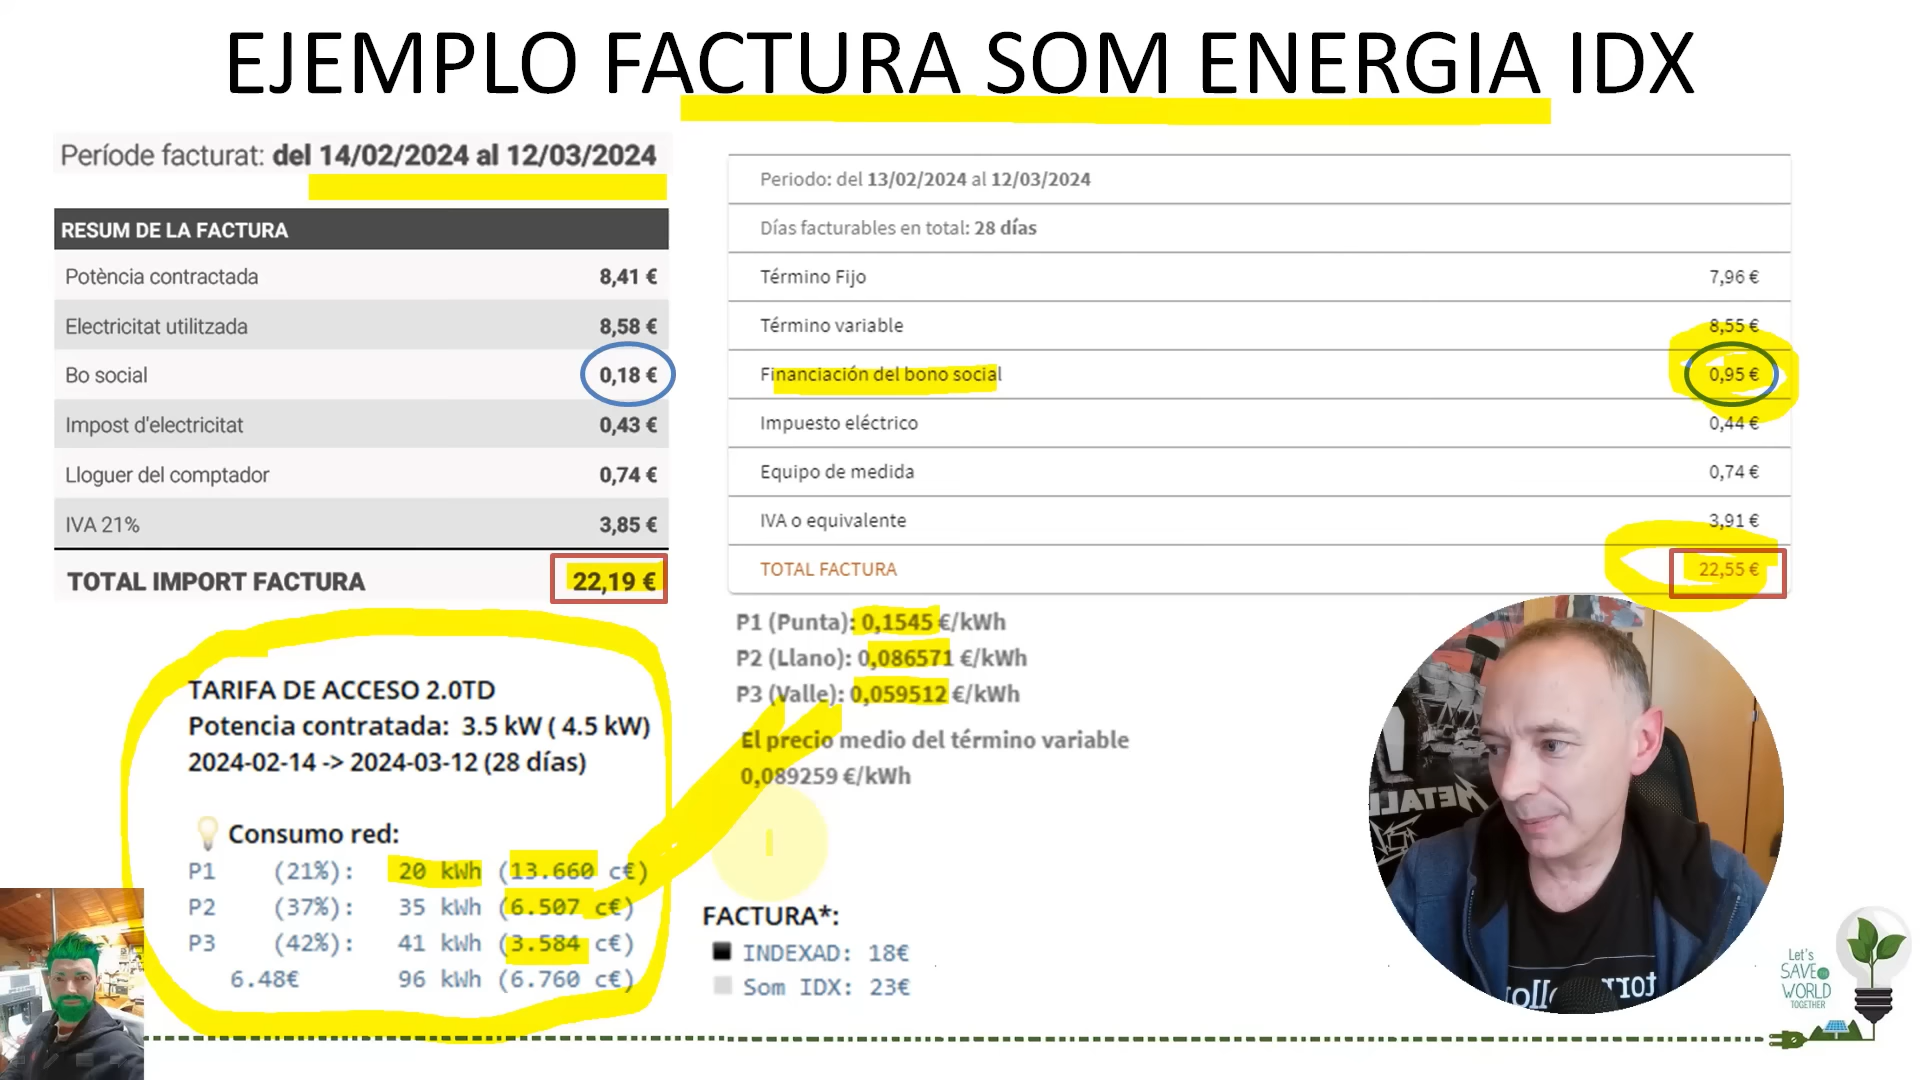 EJEMPLO FACTURA SOM ENERGIA IDX
Període facturat: del 14/02/2024 al 12/03/2024
RESUM DE LA FACTURA
Potència contractada 8,41 €
Electricitat utilitzada 8,58 €
Bo social 0,18 €
Impost d'electricitat 0,43 €
Lloguer del comptador 0,74 €
IVA 21% 3,85 €
TOTAL IMPORT FACTURA 22,19 €
Periodo: del 13/02/2024 al 12/03/2024
Días facturables en total: 28 días
Término Fijo 7,96 €
Término variable 8,55 €
Financiación del bono social 0,95 €
Impuesto eléctrico 0,44 €
Equipo de medida 0,74 €
IVA o equivalente 3,91 €
TOTAL FACTURA 22,55 €
P1 (Punta): 0,1545 €/kWh
P2 (Llano): 0,086571 €/kWh
P3 (Valle): 0,059512 €/kWh
El precio medio del término variable
0,089259 €/kWh
TARIFA DE ACCESO 2.0TD
Potencia contratada: 3.5 kW ( 4.5 kW)
2024-02-14 -> 2024-03-12 (28 días)
Consumo red:
P1 (21%): 20 kWh (13.660 c€)
P2 (37%): 35 kWh (6.507 c€)
P3 (42%): 41 kWh (3.584 c€)
6.48€ 96 kWh (6.760 c€)
FACTURA*:
INDEXAD: 18€
Som IDX: 23€
METALLI
Let's
SAVE THE
WORLD
TOGETHER